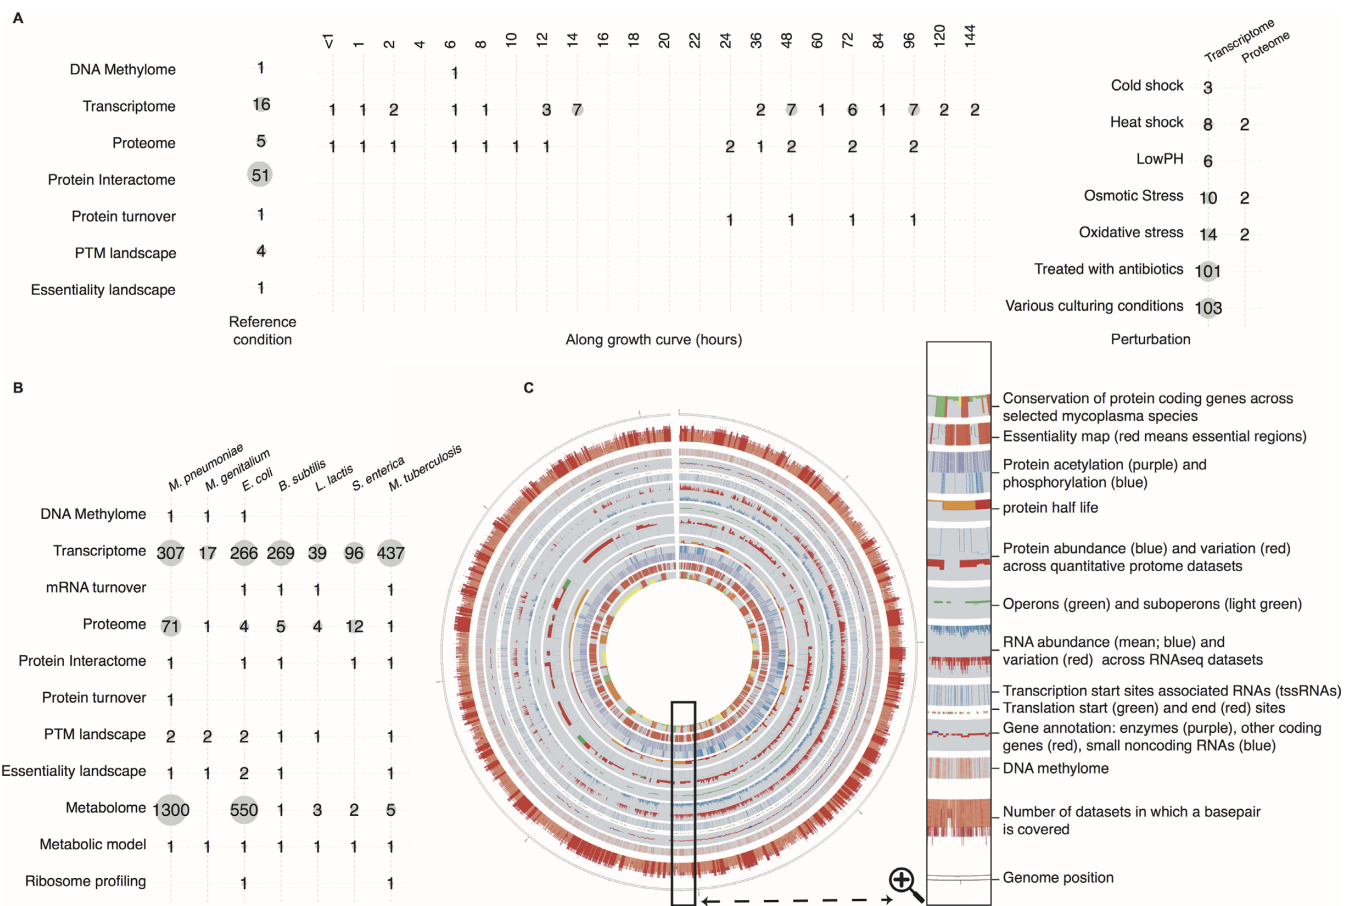 A
<1 1 2 4 6 8 10 12 14 16 18 20 22 24 36 48 60 72 84 96 120 144
Transcriptome
Proteome
DNA Methylome 1 1
Transcriptome 16 1 1 2 1 1 3 7 2 7 1 6 1 7 2 2
Proteome 5 1 1 1 1 1 1 1 2 1 2 2 2
Protein Interactome 51
Protein turnover 1 1 1 1 1
PTM landscape 4
Essentiality landscape 1
Reference
condition
Along growth curve (hours)
Cold shock 3
Heat shock 8 2
LowPH 6
Osmotic Stress 10 2
Oxidative stress 14 2
Treated with antibiotics 101
Various culturing conditions 103
Perturbation
B
M. pneumoniae
M. genitalium
E. coli
B. subtilis
L. lactis
S. enterica
M. tuberculosis
DNA Methylome 1 1 1
Transcriptome 307 17 266 269 39 96 437
mRNA turnover 1 1 1 1
Proteome 71 1 4 5 4 12 1
Protein Interactome 1 1 1 1 1
Protein turnover 1
PTM landscape 2 2 2 1 1 1
Essentiality landscape 1 1 2 1 1
Metabolome 1300 550 1 3 2 5
Metabolic model 1 1 1 1 1 1 1
Ribosome profiling 1 1
C
Conservation of protein coding genes across
selected mycoplasma species
Essentiality map (red means essential regions)
Protein acetylation (purple) and
phosphorylation (blue)
protein half life
Protein abundance (blue) and variation (red)
across quantitative protome datasets
Operons (green) and suboperons (light green)
RNA abundance (mean; blue) and
variation (red) across RNAseq datasets
Transcription start sites associated RNAs (tssRNAs)
Translation start (green) and end (red) sites
Gene annotation: enzymes (purple), other coding
genes (red), small noncoding RNAs (blue)
DNA methylome
Number of datasets in which a basepair
is covered
Genome position